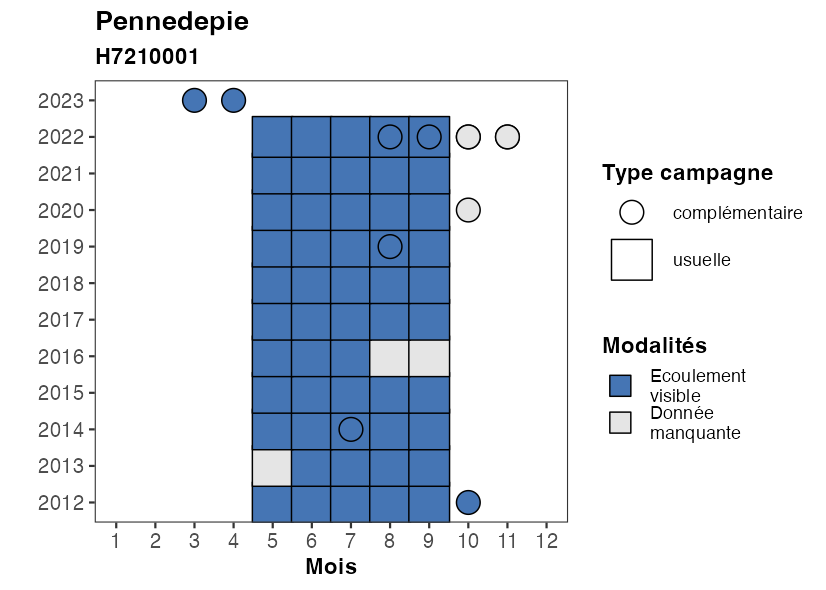 Pennedepie
H7210001
2023
2022
2021
2020
2019
2018
2017
2016
2015
2014
2013
2012
1 2 3 4 5 6 7 8 9 10 11 12
Mois
Type campagne
complémentaire
usuelle
Modalités
Ecoulement
visible
Donnée
manquante